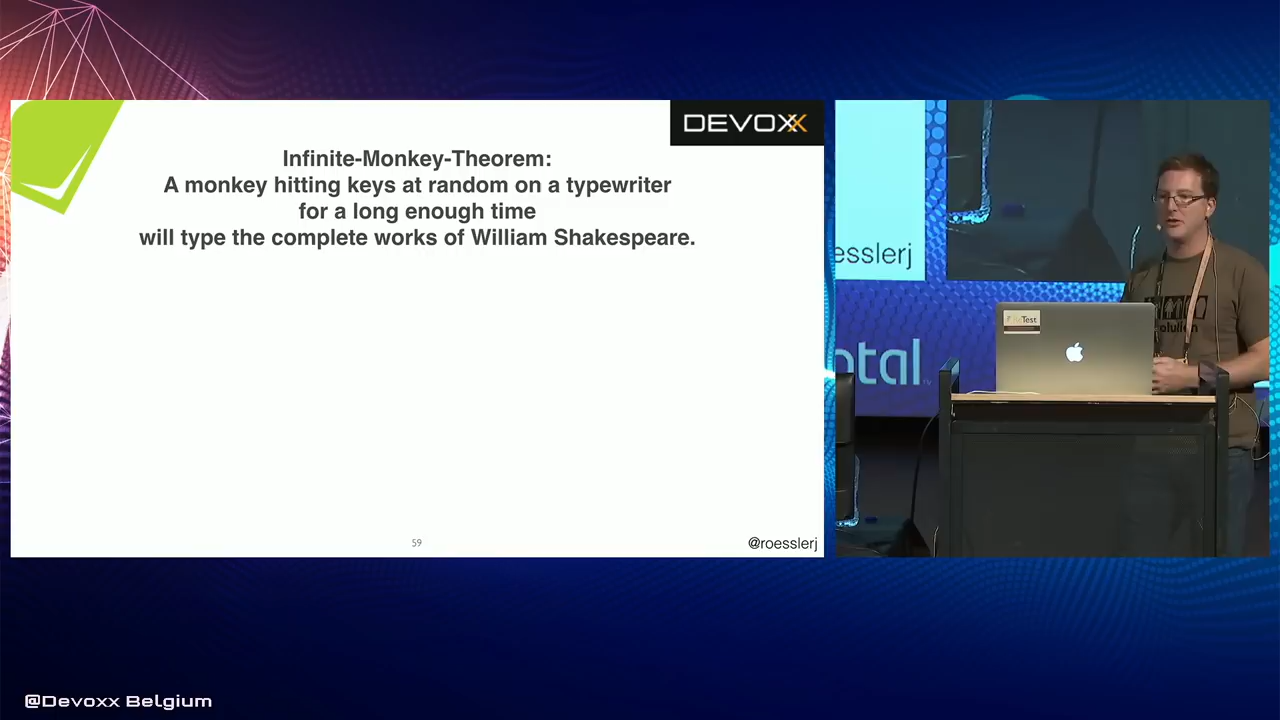 DEVOXX
Infinite-Monkey-Theorem:
A monkey hitting keys at random on a typewriter
for a long enough time
will type the complete works of William Shakespeare.
59
@roesslerj
esslerj
otal
Test
@Devoxx Belgium